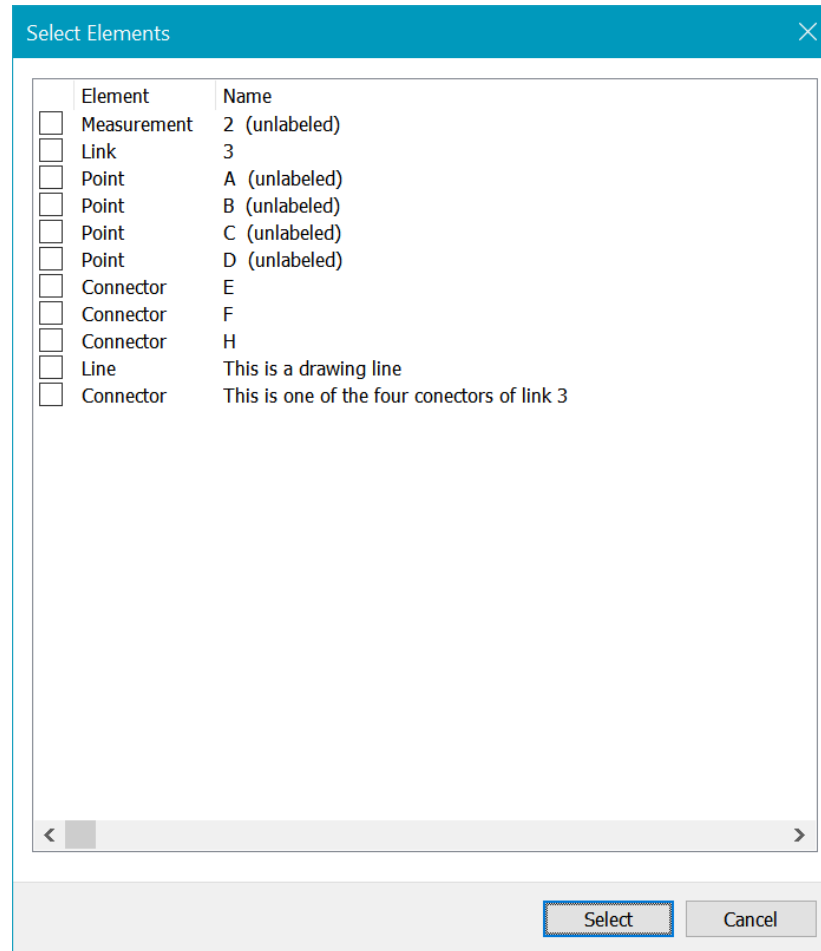 Select Elements
Element Name
Measurement 2 (unlabeled)
Link 3
Point A (unlabeled)
Point B (unlabeled)
Point C (unlabeled)
Point D (unlabeled)
Connector E
Connector F
Connector H
Line This is a drawing line
Connector This is one of the four conectors of link 3
Select Cancel